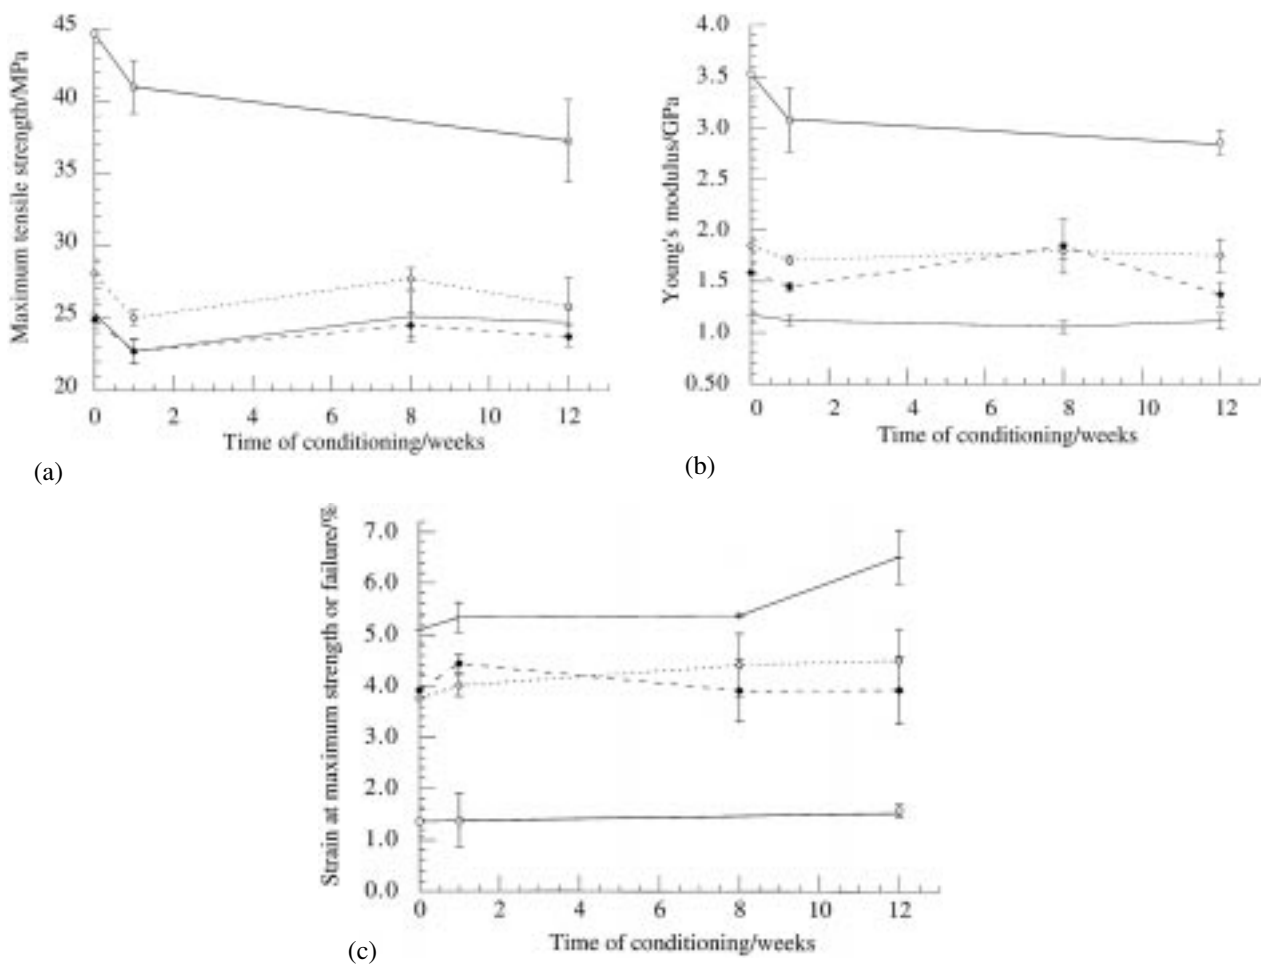 45
40
35
30
25
20
Maximum tensile strength/MPa
0 2 4 6 8 10 12
Time of conditioning/weeks
(a)
4.0
3.5
3.0
2.5
2.0
1.5
1.0
0.50
Young's modulus/GPa
0 2 4 6 8 10 12
Time of conditioning/weeks
(b)
7.0
6.0
5.0
4.0
3.0
2.0
1.0
0.0
Strain at maximum strength or failure/%
0 2 4 6 8 10 12
Time of conditioning/weeks
(c)